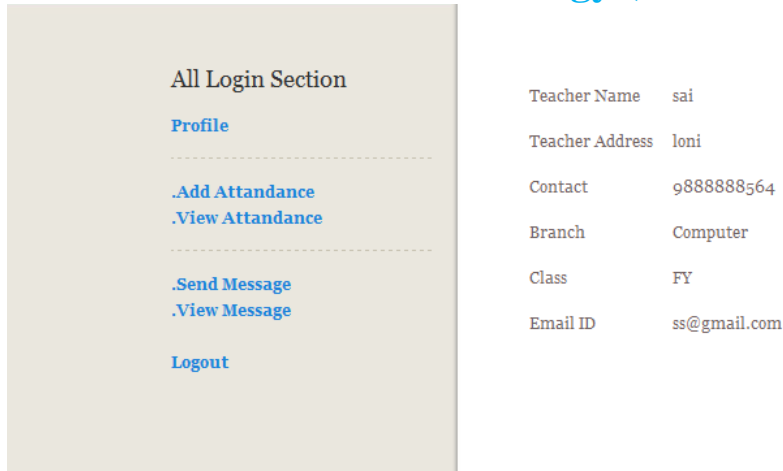 All Login Section
Profile
.Add Attandance
.View Attandance
.Send Message
.View Message
Logout
Teacher Name sai
Teacher Address loni
Contact 9888888564
Branch Computer
Class FY
Email ID ss@gmail.com